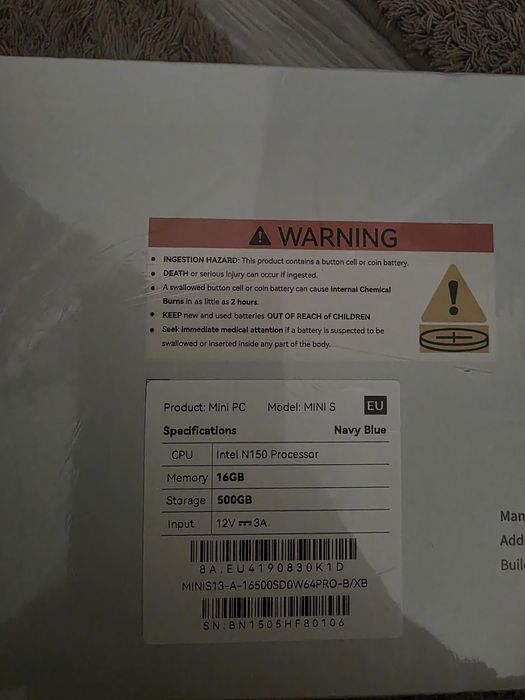 WARNING
INGESTION HAZARD: This product contains a button cell or coin battery.
DEATH or serious injury can occur if ingested.
A swallowed button cell or coin battery can cause Internal Chemical
Burns in as little as 2 hours.
KEEP new and used batteries OUT OF REACH of CHILDREN
Seek immediate medical attention if a battery is suspected to be
swallowed or inserted inside any part of the body.
Product: Mini PC Model: MINI S EU
Specifications Navy Blue
CPU Intel N150 Processor
Memory 16GB
Storage 500GB
Input 12V⎓3A
8A.EU4190830K1D
MINIS13-A-16500SD0W64PRO-B/XB
SN:BN1505HF80106
Man
Add
Buil